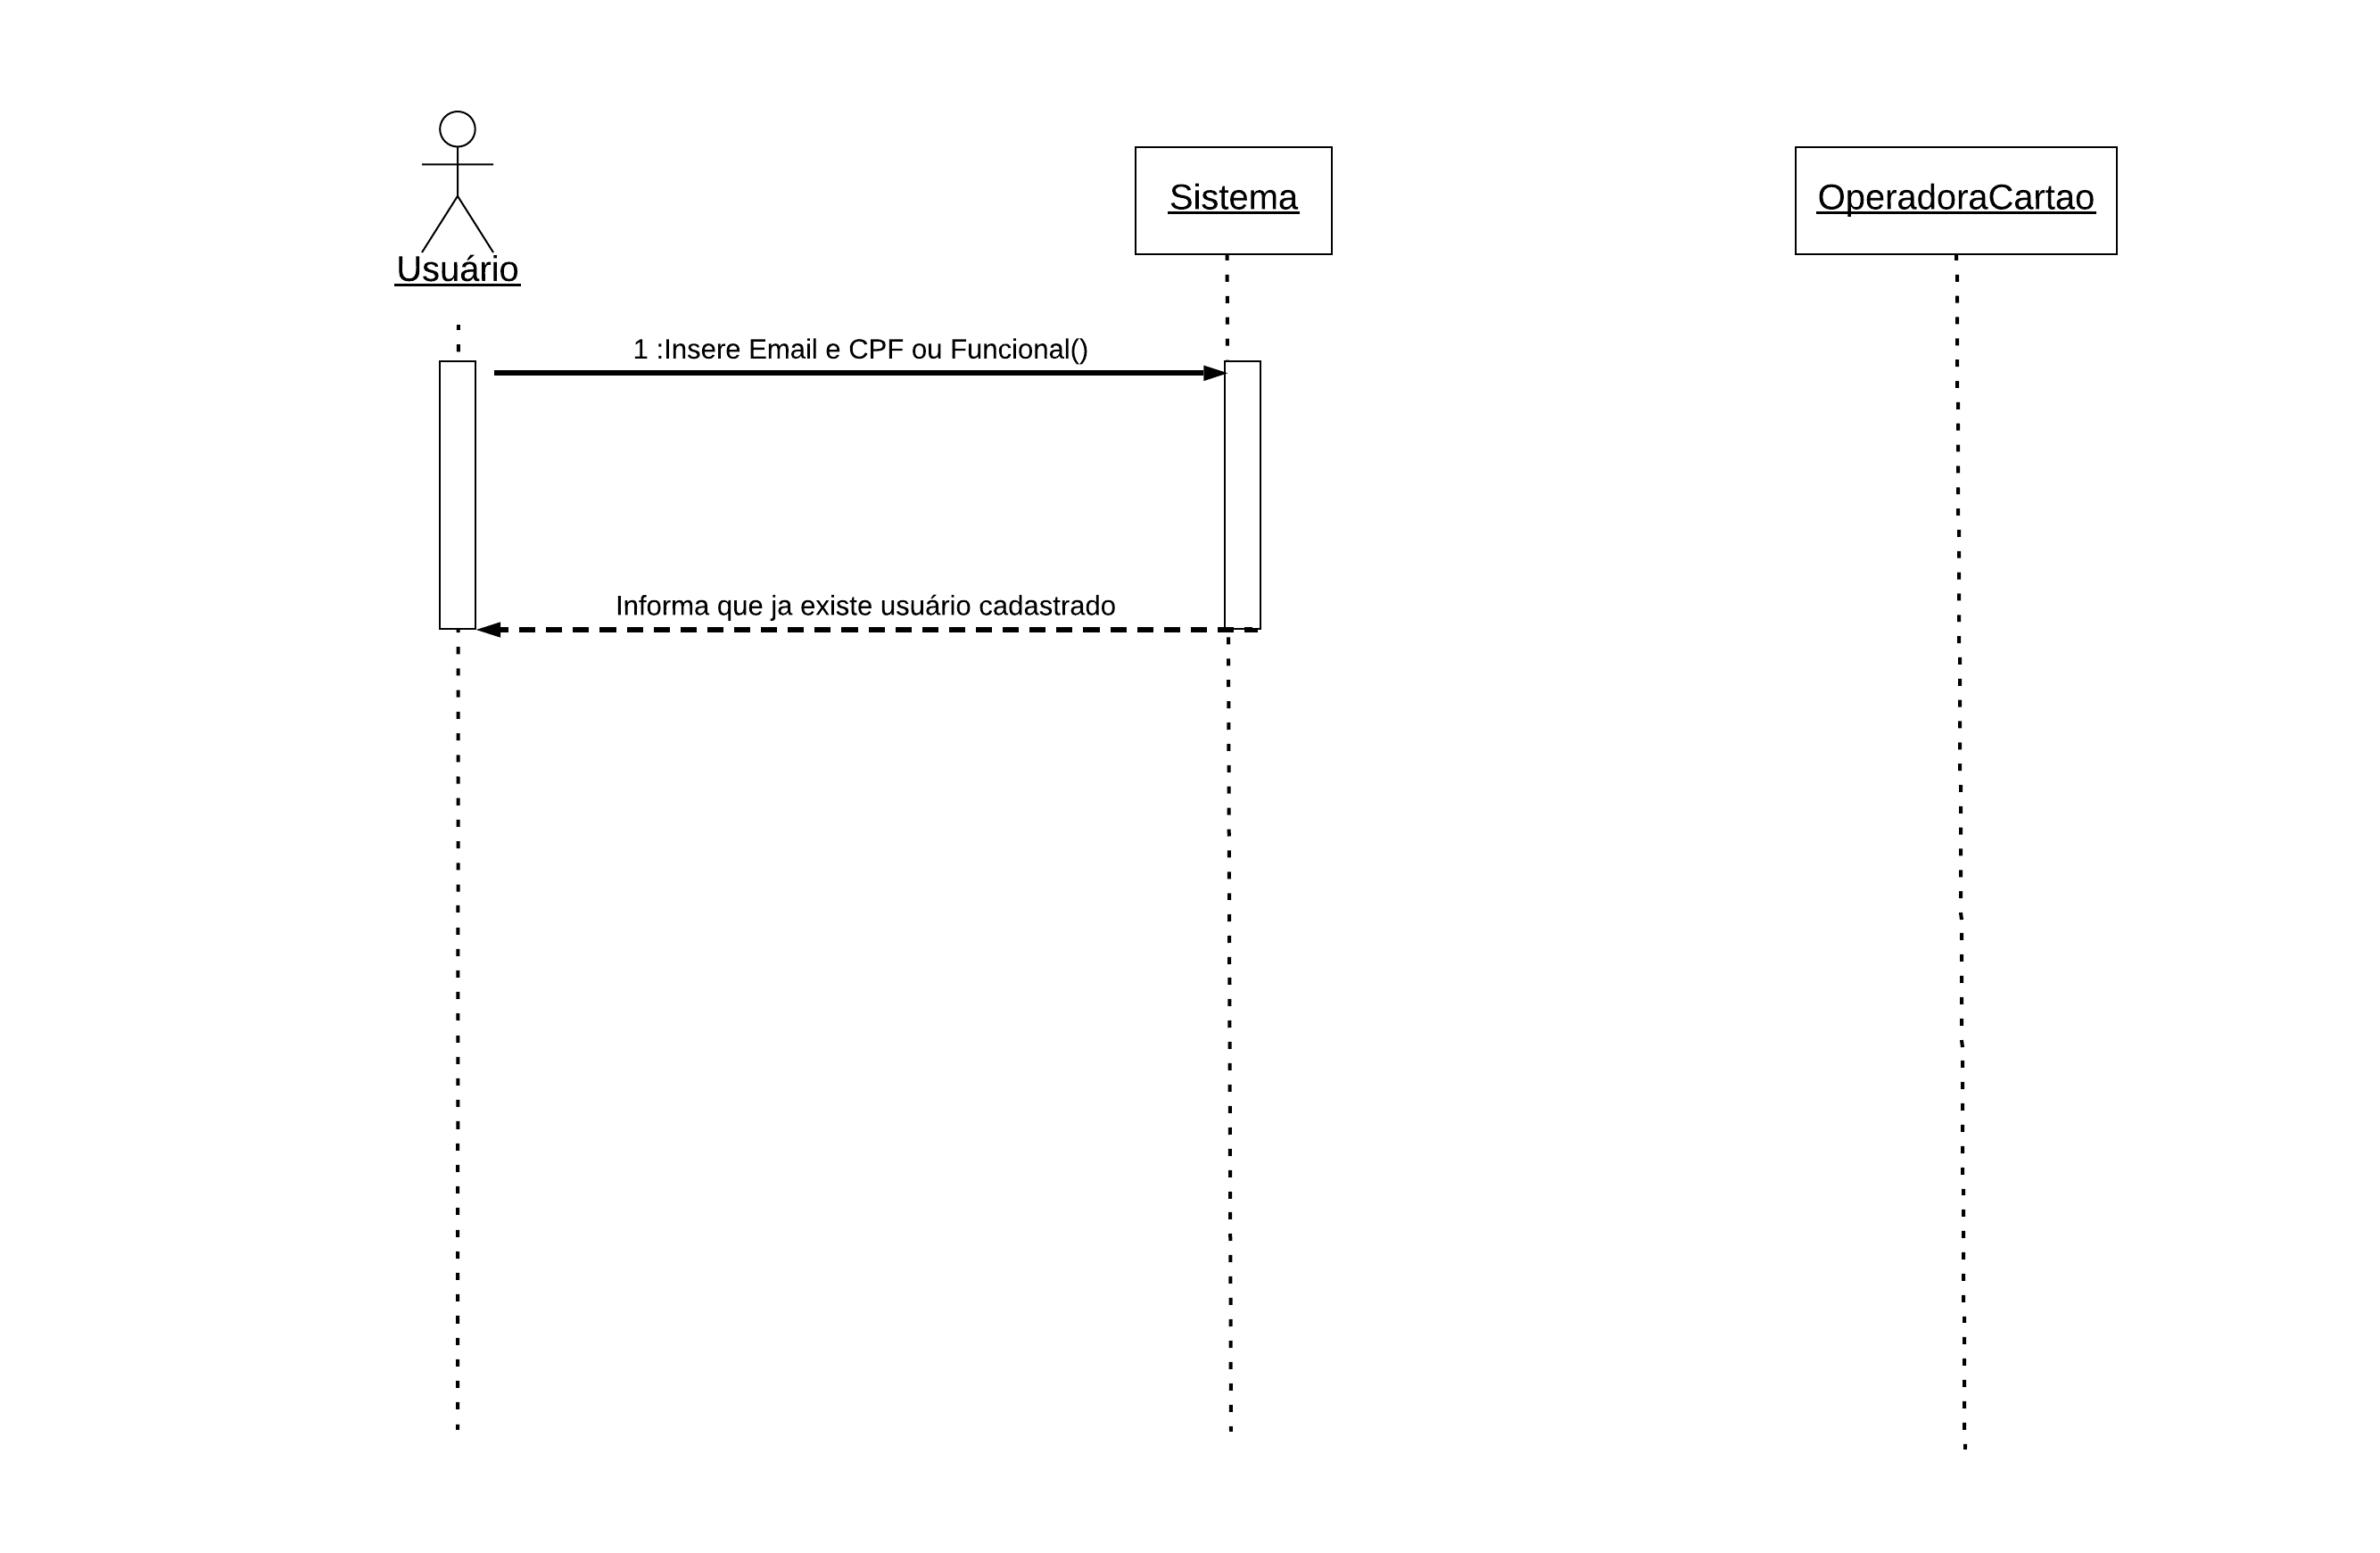 Sistema
OperadoraCartao
Usuário
1 :Insere Email e CPF ou Funcional()
Informa que ja existe usuário cadastrado